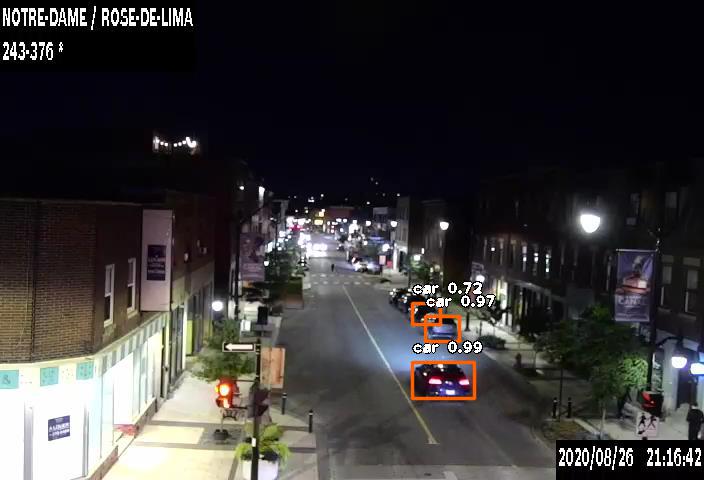 NOTRE-DAME / ROSE-DE-LIMA
243-376 *
car 0.72
car 0.97
car 0.99
2020/08/26 21:16:42